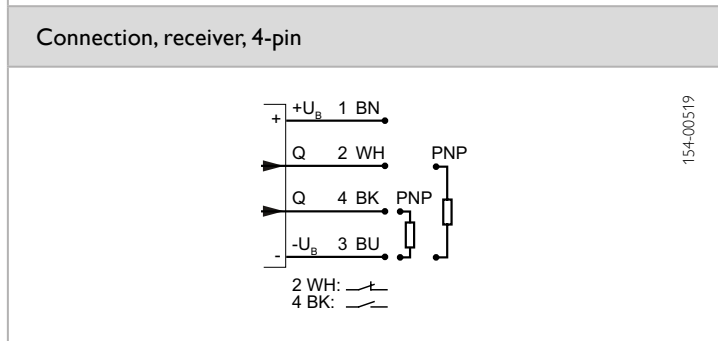 Connection, receiver, 4-pin
+ +U_B 1 BN
Q 2 WH PNP
Q 4 BK PNP
- -U_B 3 BU
2 WH:
4 BK:
154-00519